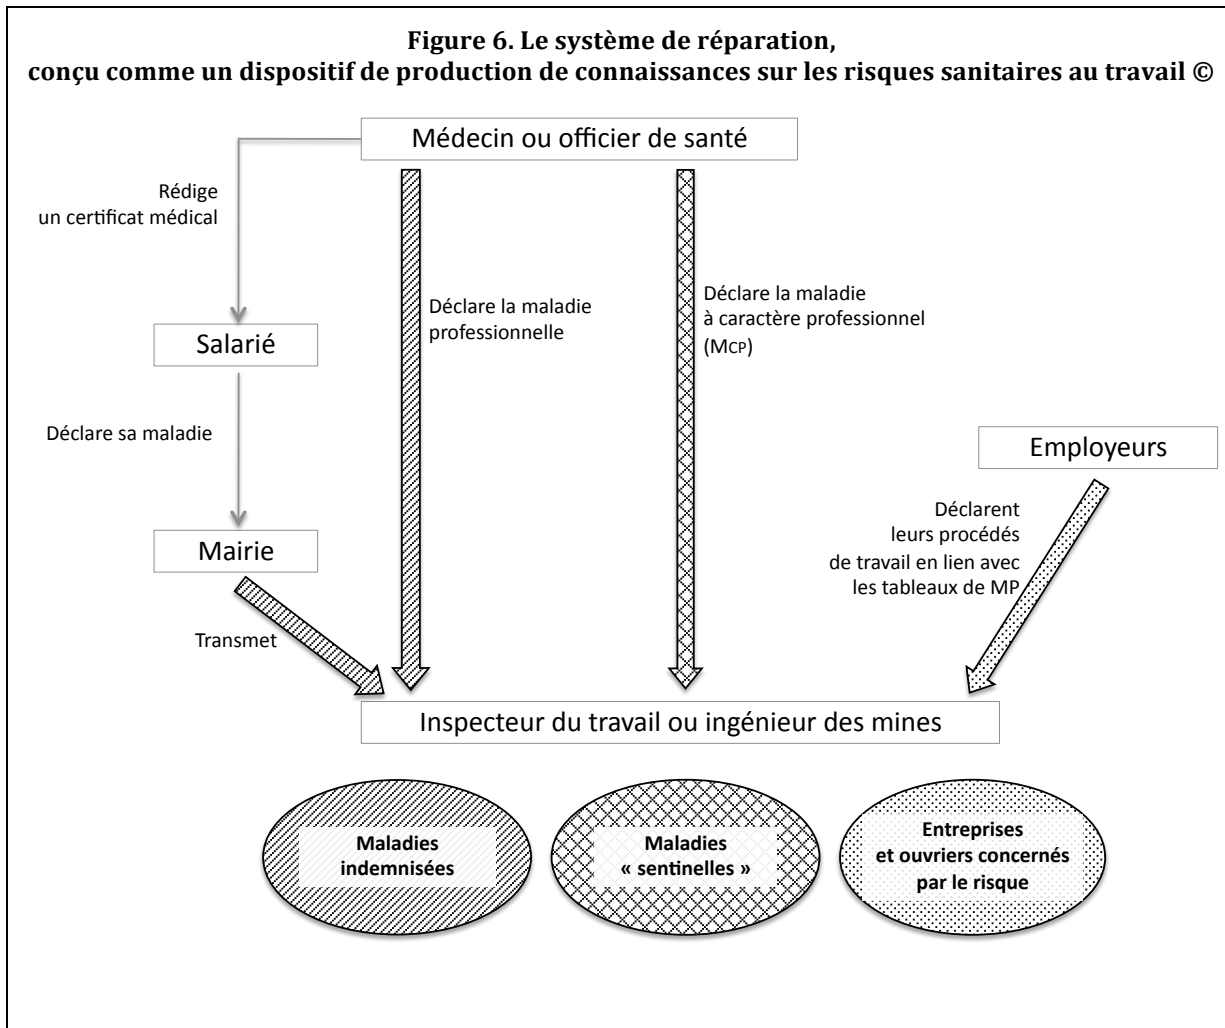 Figure 6. Le système de réparation,
conçu comme un dispositif de production de connaissances sur les risques sanitaires au travail ©
Médecin ou officier de santé
Rédige
un certificat médical
Déclare la maladie
professionnelle
Déclare la maladie
à caractère professionnel
(MCP)
Salarié
Déclare sa maladie
Employeurs
Déclarent
leurs procédés
de travail en lien avec
les tableaux de MP
Mairie
Transmet
Inspecteur du travail ou ingénieur des mines
Maladies
indemnisées
Maladies
« sentinelles »
Entreprises
et ouvriers concernés
par le risque